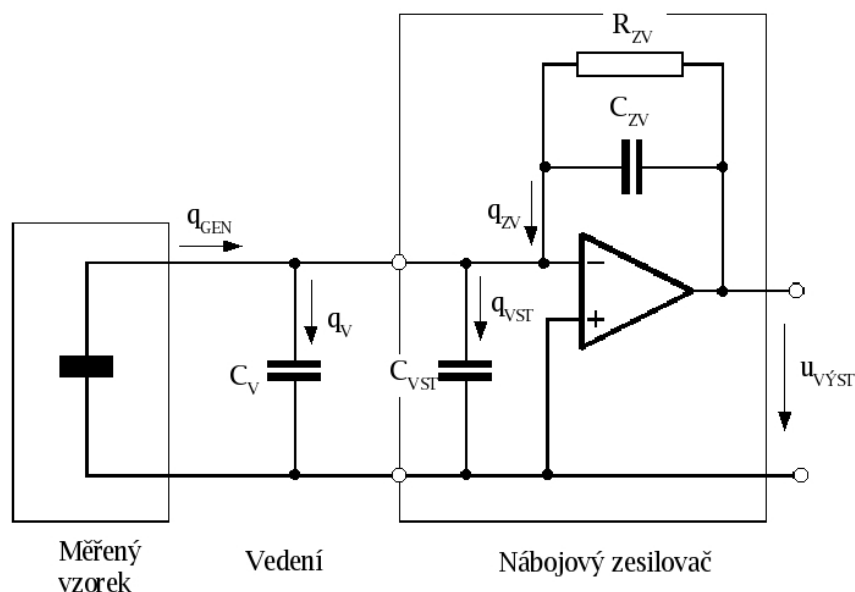 R_ZV
C_ZV
q_GEN
q_ZV
q_V
q_VST
C_V
C_VST
u_VÝST
−
+
Měřený
vzorek
Vedení
Nábojový zesilovač